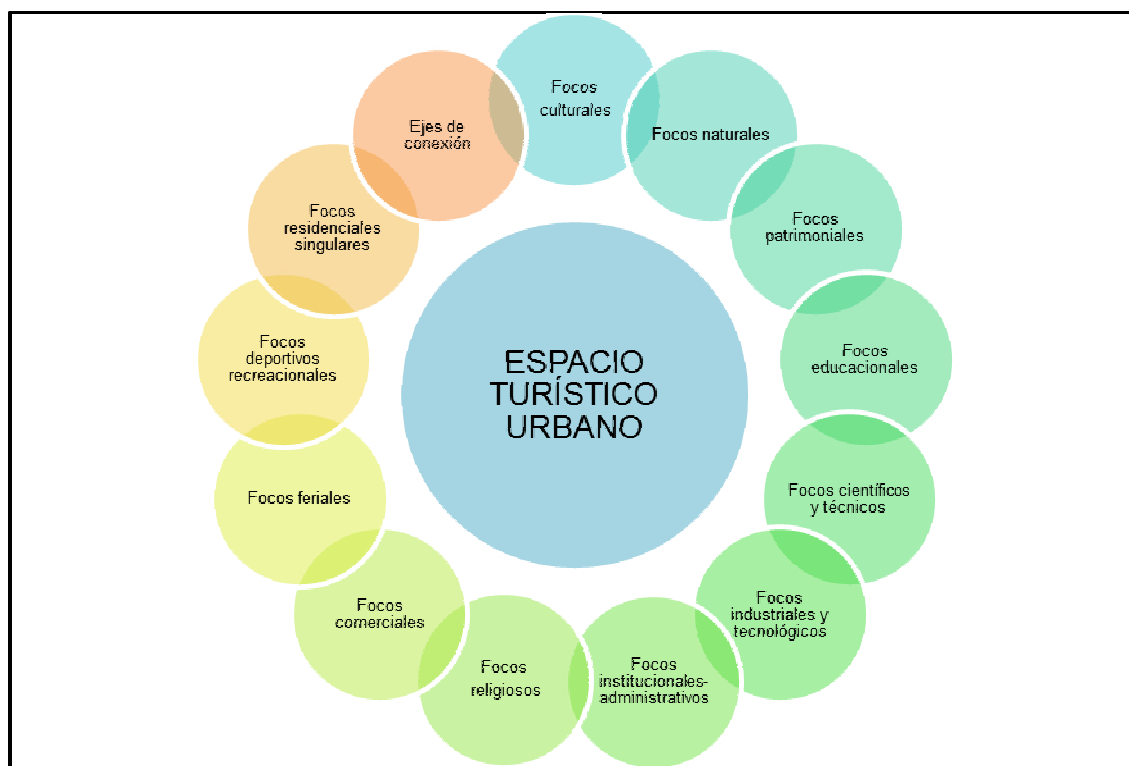 Focos
culturales
Focos naturales
Focos
patrimoniales
Focos
educacionales
Focos científicos
y técnicos
Focos
industriales y
tecnológicos
Focos
institucionales-
administrativos
Focos
religiosos
Focos
comerciales
Focos feriales
Focos
deportivos
recreacionales
Focos
residenciales
singulares
Ejes de
conexión
ESPACIO
TURÍSTICO
URBANO